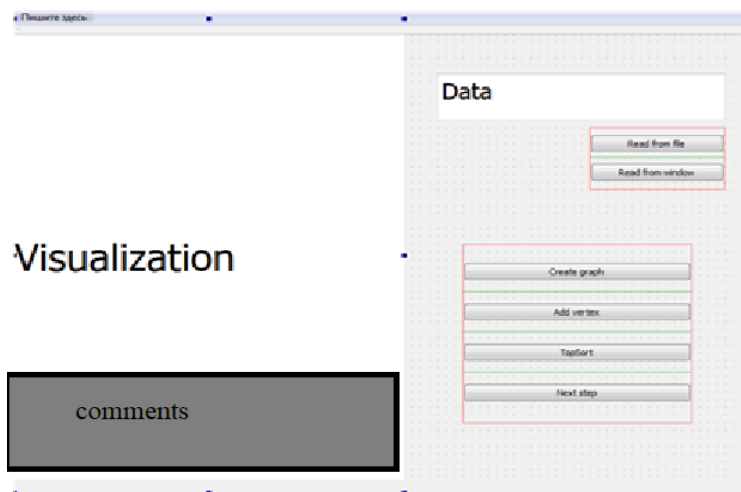 Пишите здесь
Data
Read from file
Read from window
Visualization
Create graph
Add vertex
TopSort
Next step
comments